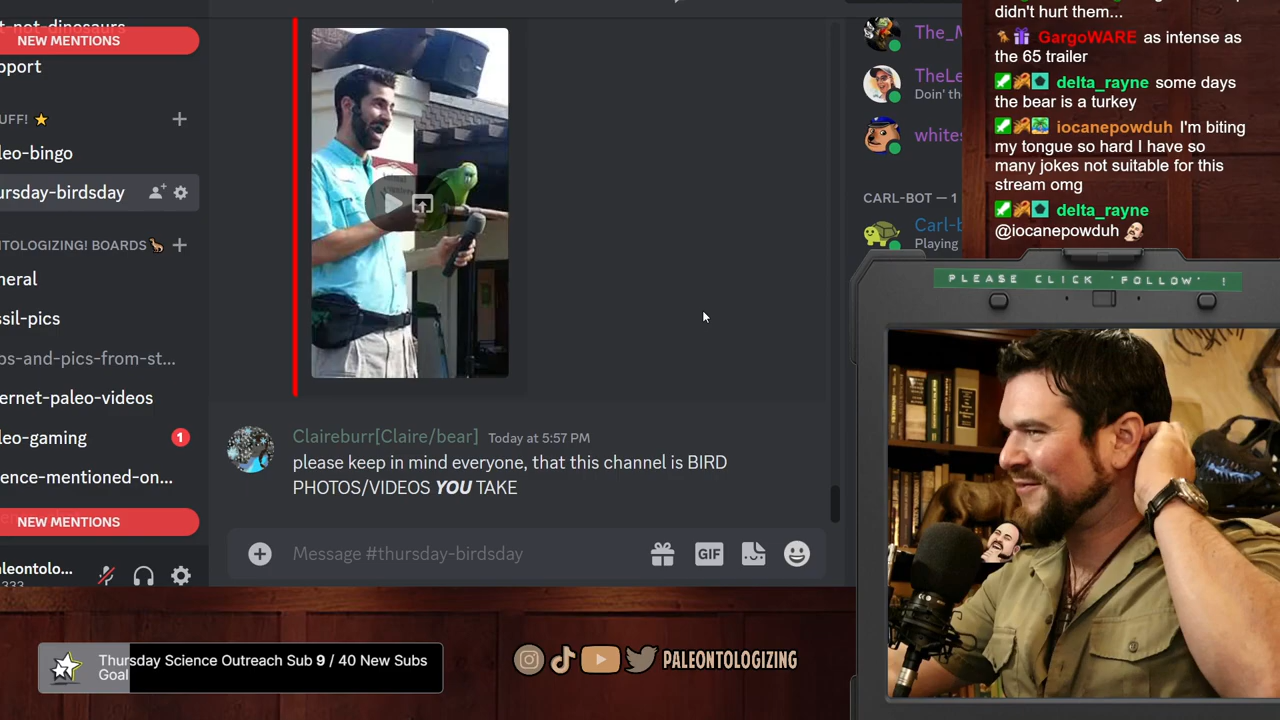 t-not-dinosaurs
NEW MENTIONS
pport
UFF! ⭐
leo-bingo
ursday-birdsday
NTOLOGIZING! BOARDS
neral
ssil-pics
ps-and-pics-from-st...
ernet-paleo-videos
leo-gaming
1
ence-mentioned-on...
NEW MENTIONS
aleontolo...
333
Claireburr[Claire/bear] Today at 5:57 PM
please keep in mind everyone, that this channel is BIRD
PHOTOS/VIDEOS YOU TAKE
Message #thursday-birdsday
GIF
The_M
TheLe
Doin' the
whites
CARL-BOT — 1
Carl-b
Playing
didn't hurt them...
GargoWARE as intense as
the 65 trailer
delta_rayne some days
the bear is a turkey
iocanepowduh I'm biting
my tongue so hard I have so
many jokes not suitable for this
stream omg
delta_rayne
@iocanepowduh
PLEASE CLICK 'FOLLOW' !
Thursday Science Outreach Sub 9 / 40 New Subs
Goal
PALEONTOLOGIZING